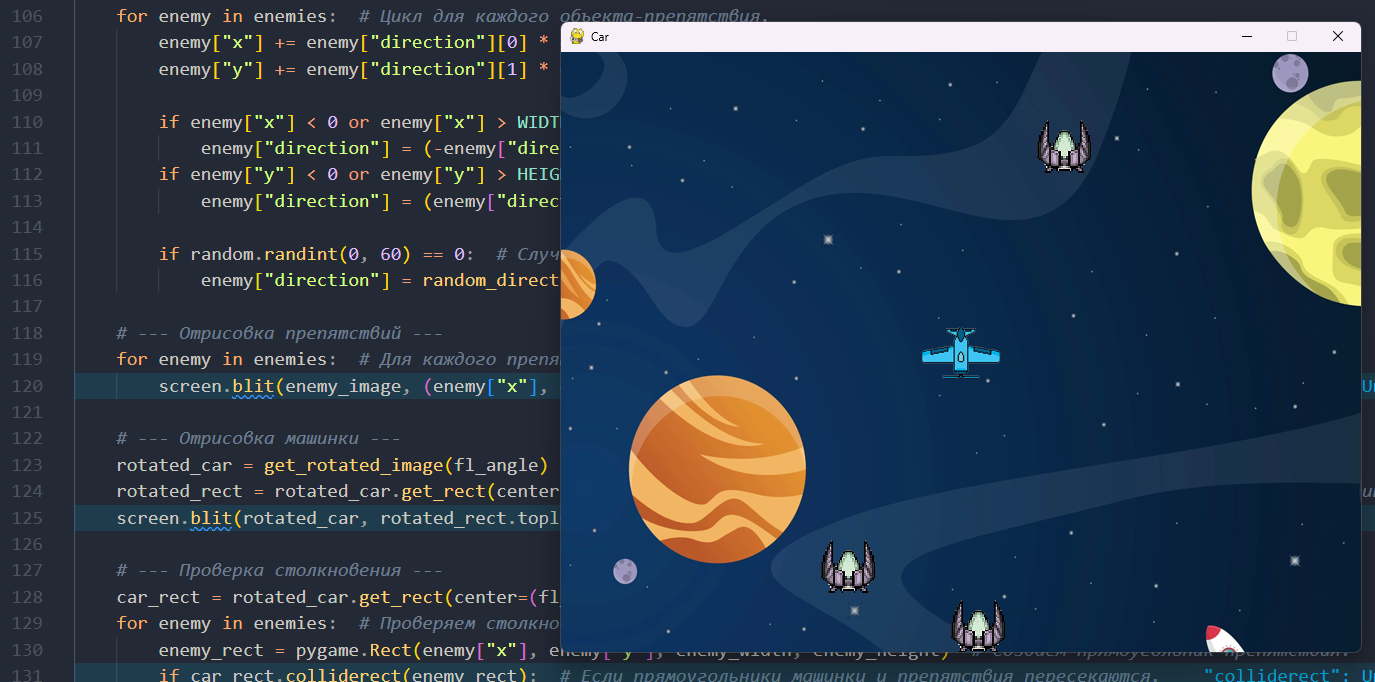 106 for enemy in enemies:  # Цикл для каждого объекта-препятствия.
107 enemy["x"] += enemy["direction"][0] *
108 enemy["y"] += enemy["direction"][1] *
109
110 if enemy["x"] < 0 or enemy["x"] > WIDT
111 enemy["direction"] = (-enemy["dire
112 if enemy["y"] < 0 or enemy["y"] > HEIG
113 enemy["direction"] = (enemy["direc
114
115 if random.randint(0, 60) == 0:  # Случ
116 enemy["direction"] = random_direct
117
118 # --- Отрисовка препятствий ---
119 for enemy in enemies:  # Для каждого препя
120 screen.blit(enemy_image, (enemy["x"],
121
122 # --- Отрисовка машинки ---
123 rotated_car = get_rotated_image(fl_angle)
124 rotated_rect = rotated_car.get_rect(center
125 screen.blit(rotated_car, rotated_rect.topl
126
127 # --- Проверка столкновения ---
128 car_rect = rotated_car.get_rect(center=(fl_
129 for enemy in enemies:  # Проверяем столкно
130 enemy_rect = pygame.Rect(enemy["x"], enemy["y"], enemy_width, enemy_height)  # Создаем прямоугольник препятствия.
131 if car_rect.colliderect(enemy_rect):  # Если прямоугольники машинки и препятствия пересекаются.    "colliderect": Un
Car